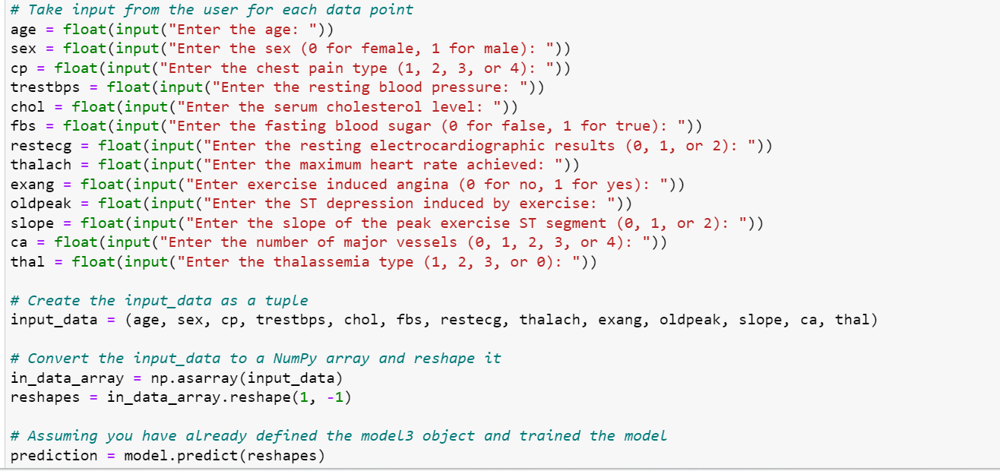 # Take input from the user for each data point
age = float(input("Enter the age: "))
sex = float(input("Enter the sex (0 for female, 1 for male): "))
cp = float(input("Enter the chest pain type (1, 2, 3, or 4): "))
trestbps = float(input("Enter the resting blood pressure: "))
chol = float(input("Enter the serum cholesterol level: "))
fbs = float(input("Enter the fasting blood sugar (0 for false, 1 for true): "))
restecg = float(input("Enter the resting electrocardiographic results (0, 1, or 2): "))
thalach = float(input("Enter the maximum heart rate achieved: "))
exang = float(input("Enter exercise induced angina (0 for no, 1 for yes): "))
oldpeak = float(input("Enter the ST depression induced by exercise: "))
slope = float(input("Enter the slope of the peak exercise ST segment (0, 1, or 2): "))
ca = float(input("Enter the number of major vessels (0, 1, 2, 3, or 4): "))
thal = float(input("Enter the thalassemia type (1, 2, 3, or 0): "))
# Create the input_data as a tuple
input_data = (age, sex, cp, trestbps, chol, fbs, restecg, thalach, exang, oldpeak, slope, ca, thal)
# Convert the input_data to a NumPy array and reshape it
in_data_array = np.asarray(input_data)
reshapes = in_data_array.reshape(1, -1)
# Assuming you have already defined the model3 object and trained the model
prediction = model.predict(reshapes)